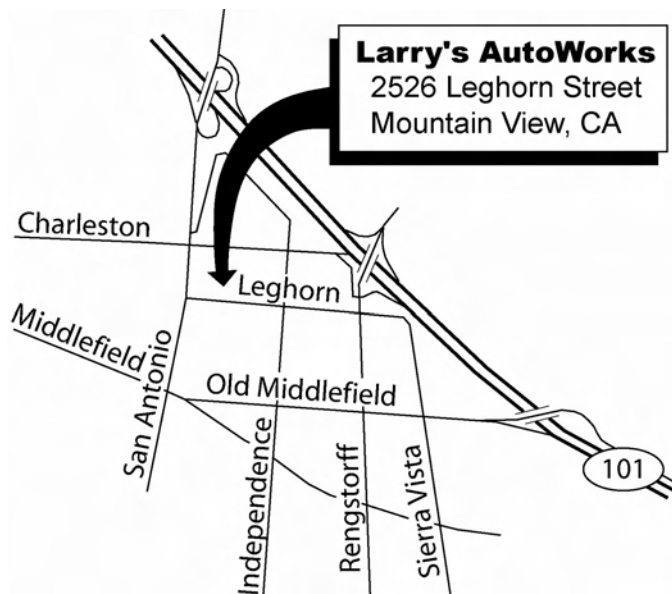 Larry's AutoWorks
2526 Leghorn Street
Mountain View, CA
Charleston
Leghorn
Middlefield
San Antonio
Old Middlefield
Independence
Rengstorff
Sierra Vista
101